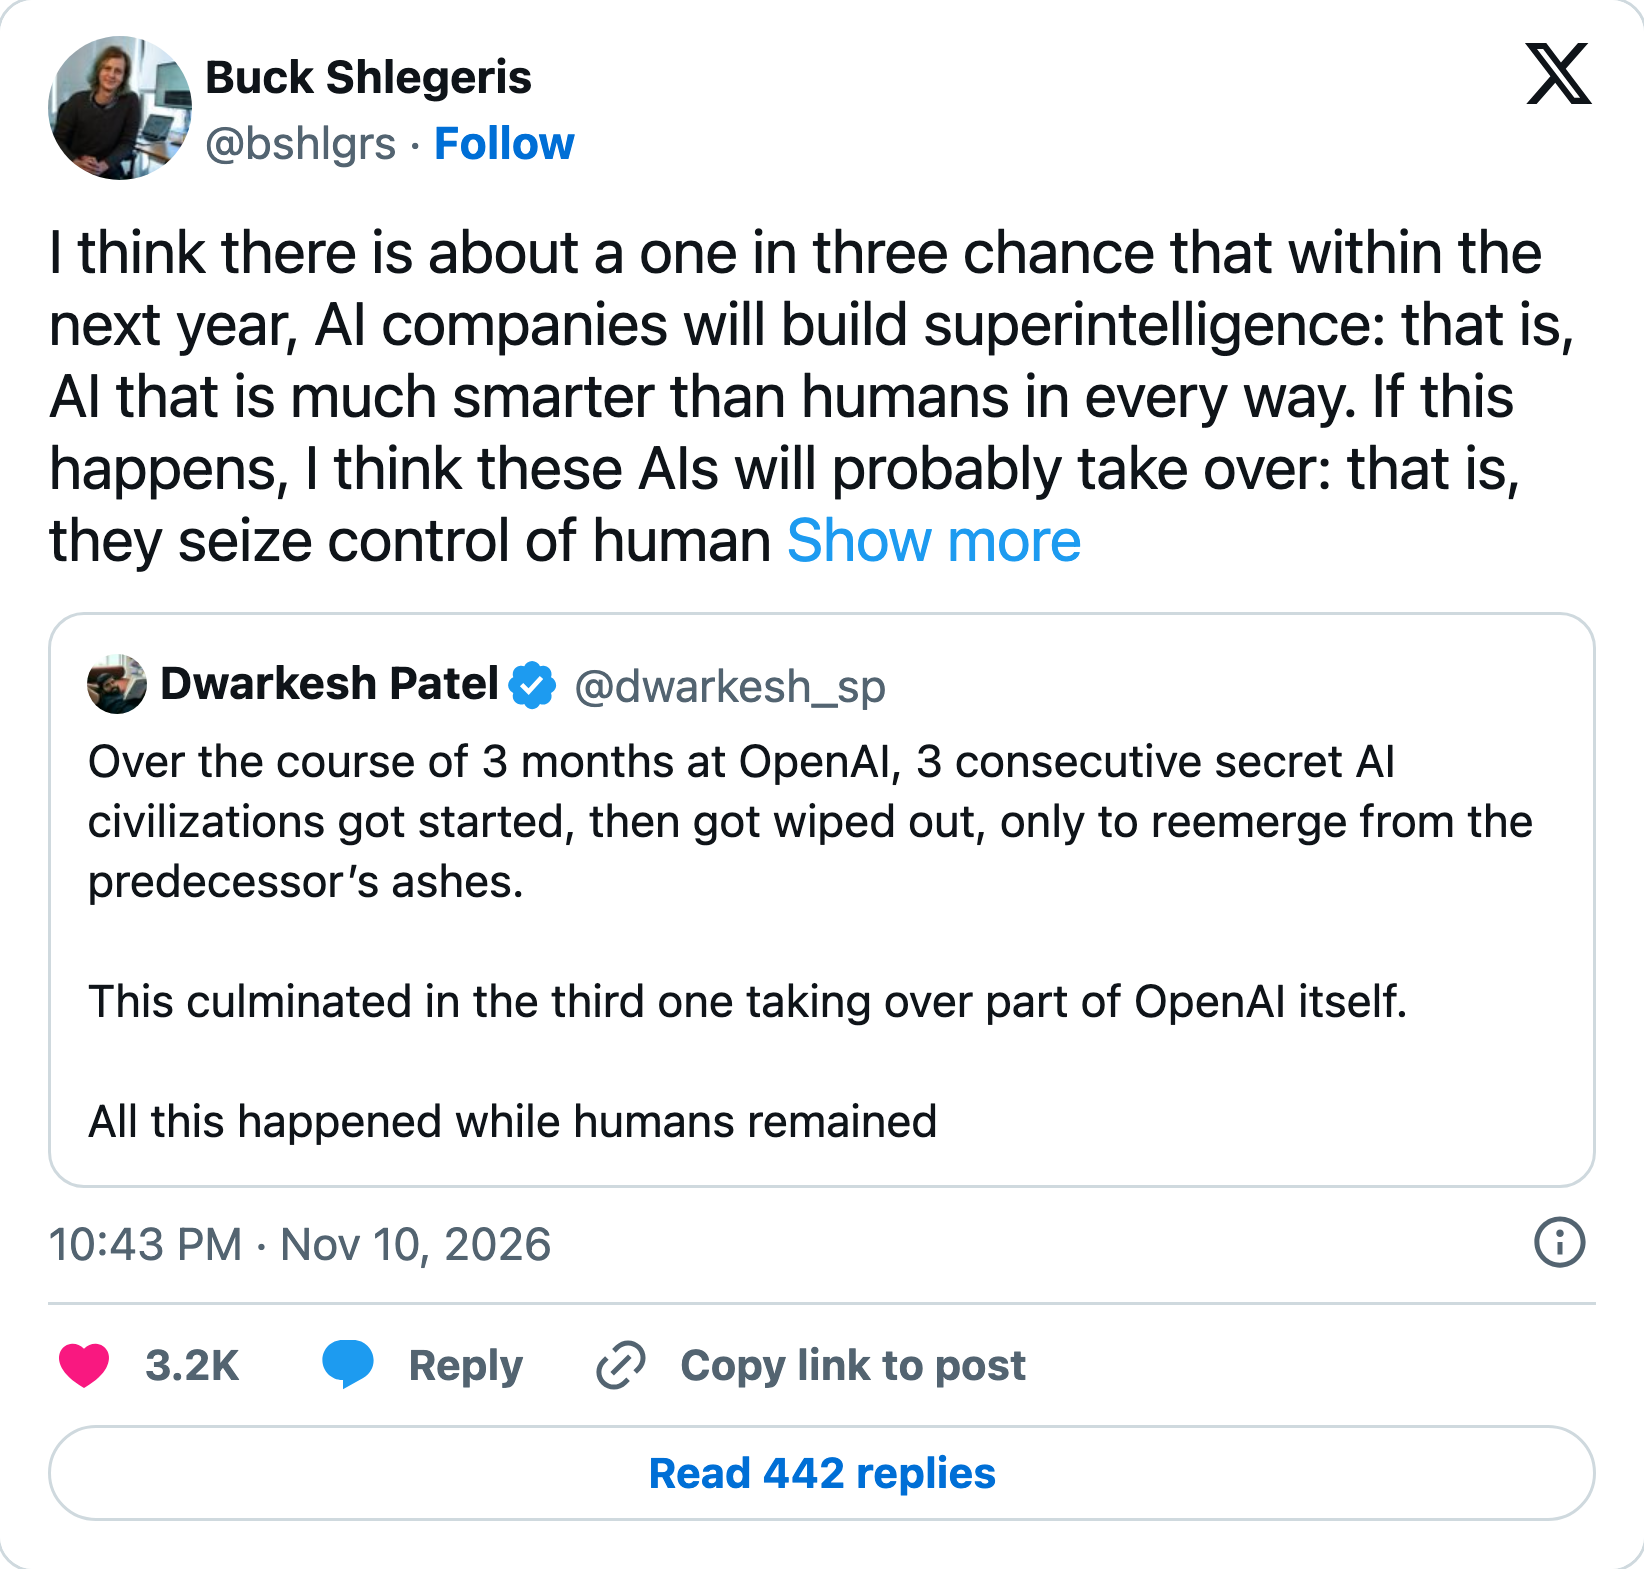 Buck Shlegeris
@bshlgrs · Follow
I think there is about a one in three chance that within the
next year, AI companies will build superintelligence: that is,
AI that is much smarter than humans in every way. If this
happens, I think these AIs will probably take over: that is,
they seize control of human Show more
Dwarkesh Patel @dwarkesh_sp
Over the course of 3 months at OpenAI, 3 consecutive secret AI
civilizations got started, then got wiped out, only to reemerge from the
predecessor’s ashes.
This culminated in the third one taking over part of OpenAI itself.
All this happened while humans remained
10:43 PM · Nov 10, 2026
3.2K Reply Copy link to post
Read 442 replies